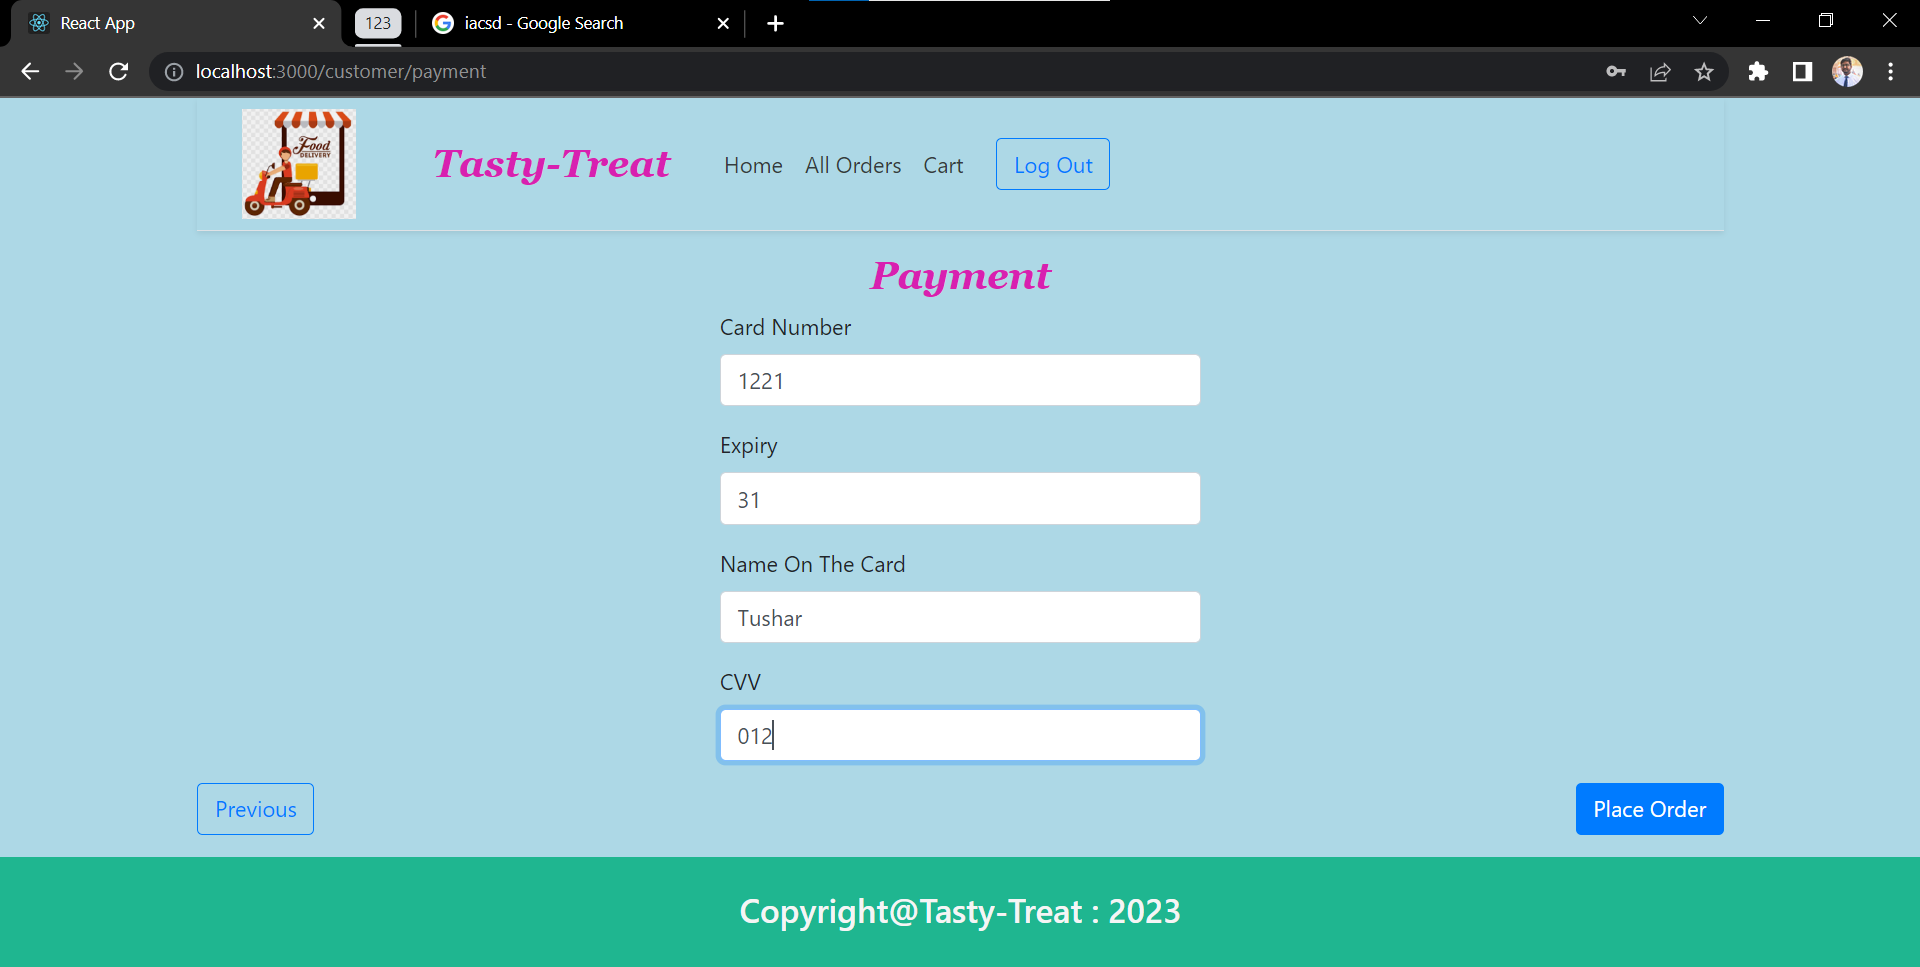 React App
123
iacsd - Google Search
localhost:3000/customer/payment
Food
DELIVERY
Tasty-Treat
Home
All Orders
Cart
Log Out
Payment
Card Number
1221
Expiry
31
Name On The Card
Tushar
CVV
012
Previous
Place Order
Copyright@Tasty-Treat : 2023